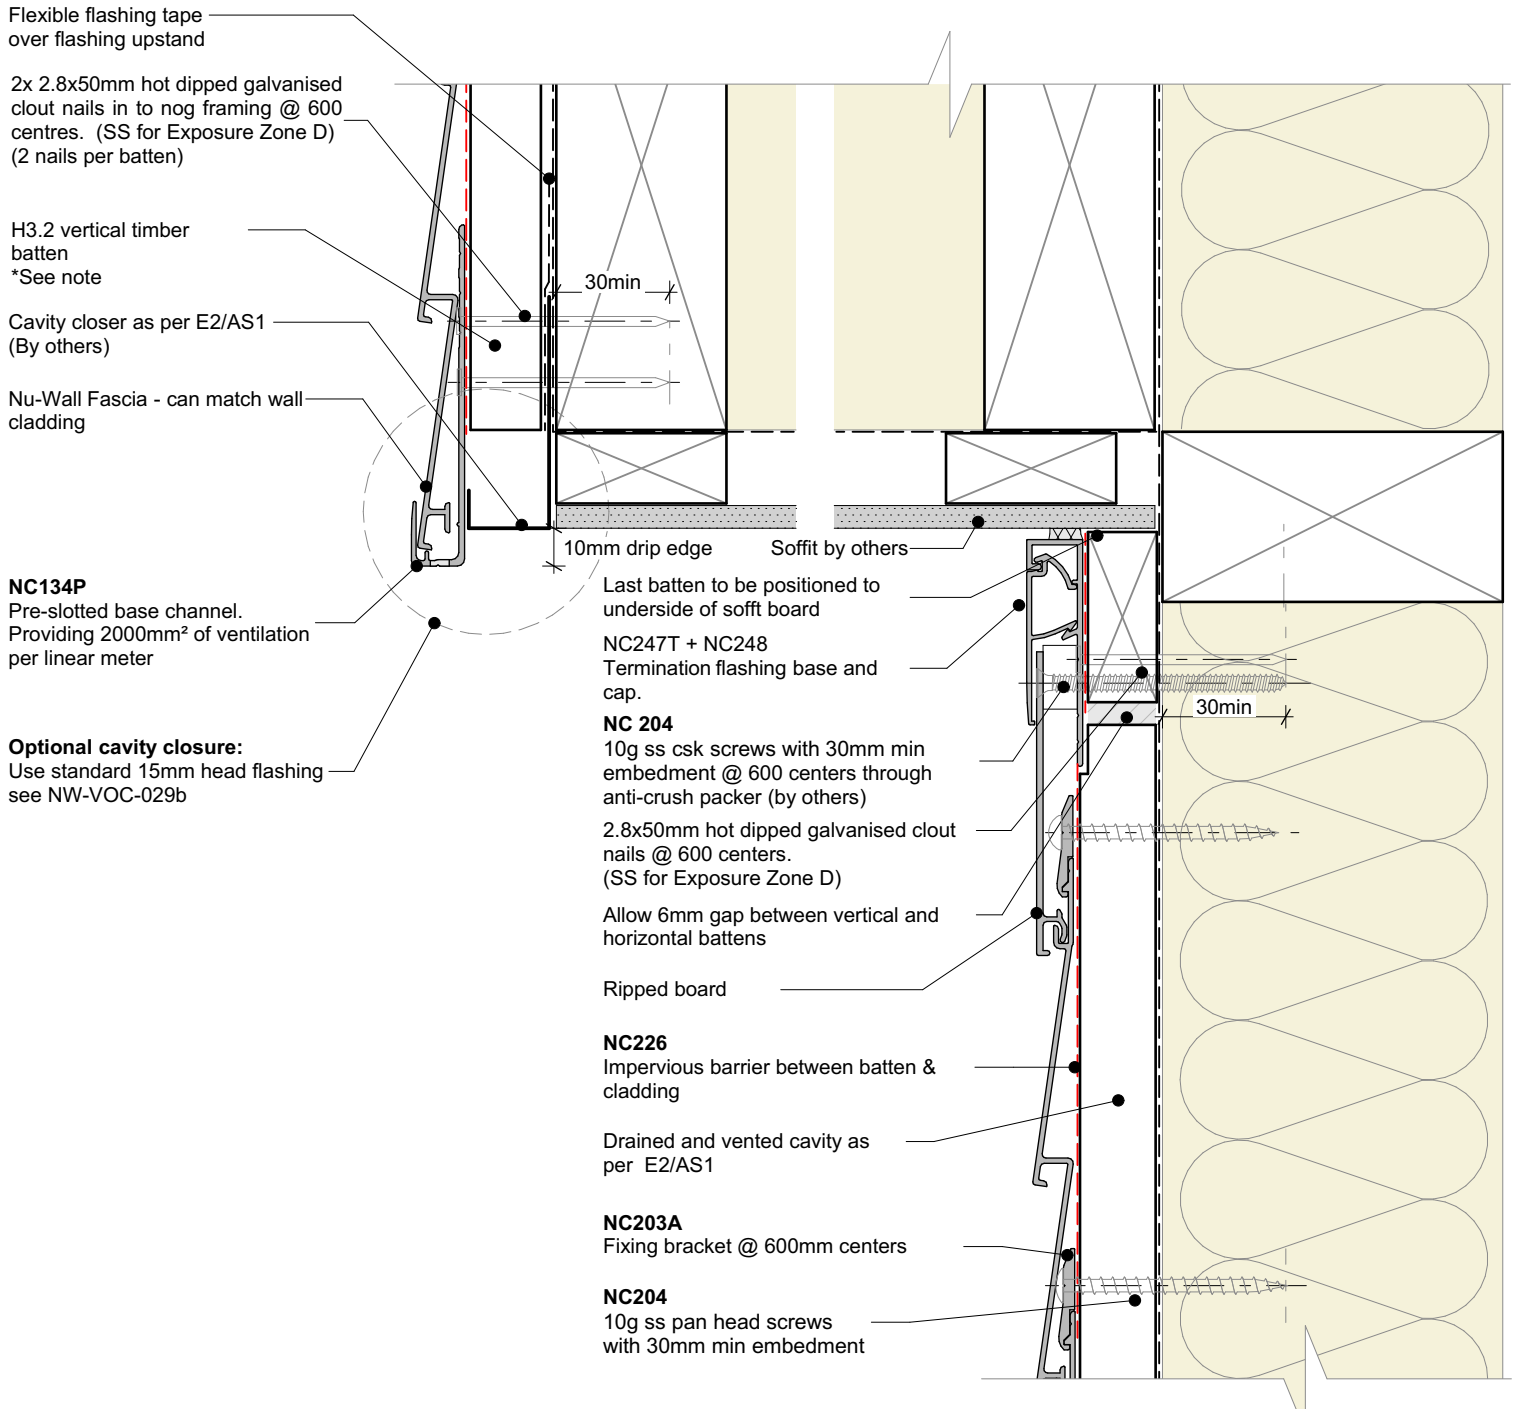 Flexible flashing tape
over flashing upstand
2x 2.8x50mm hot dipped galvanised
clout nails in to nog framing @ 600
centres. (SS for Exposure Zone D)
(2 nails per batten)
H3.2 vertical timber
batten
*See note
Cavity closer as per E2/AS1
(By others)
Nu-Wall Fascia - can match wall
cladding
NC134P
Pre-slotted base channel.
Providing 2000mm² of ventilation
per linear meter
Optional cavity closure:
Use standard 15mm head flashing
see NW-VOC-029b
30min
10mm drip edge
Soffit by others
Last batten to be positioned to
underside of sofft board
NC247T + NC248
Termination flashing base and
cap.
NC 204
10g ss csk screws with 30mm min
embedment @ 600 centers through
anti-crush packer (by others)
30min
2.8x50mm hot dipped galvanised clout
nails @ 600 centers.
(SS for Exposure Zone D)
Allow 6mm gap between vertical and
horizontal battens
Ripped board
NC226
Impervious barrier between batten &
cladding
Drained and vented cavity as
per E2/AS1
NC203A
Fixing bracket @ 600mm centers
NC204
10g ss pan head screws
with 30mm min embedment